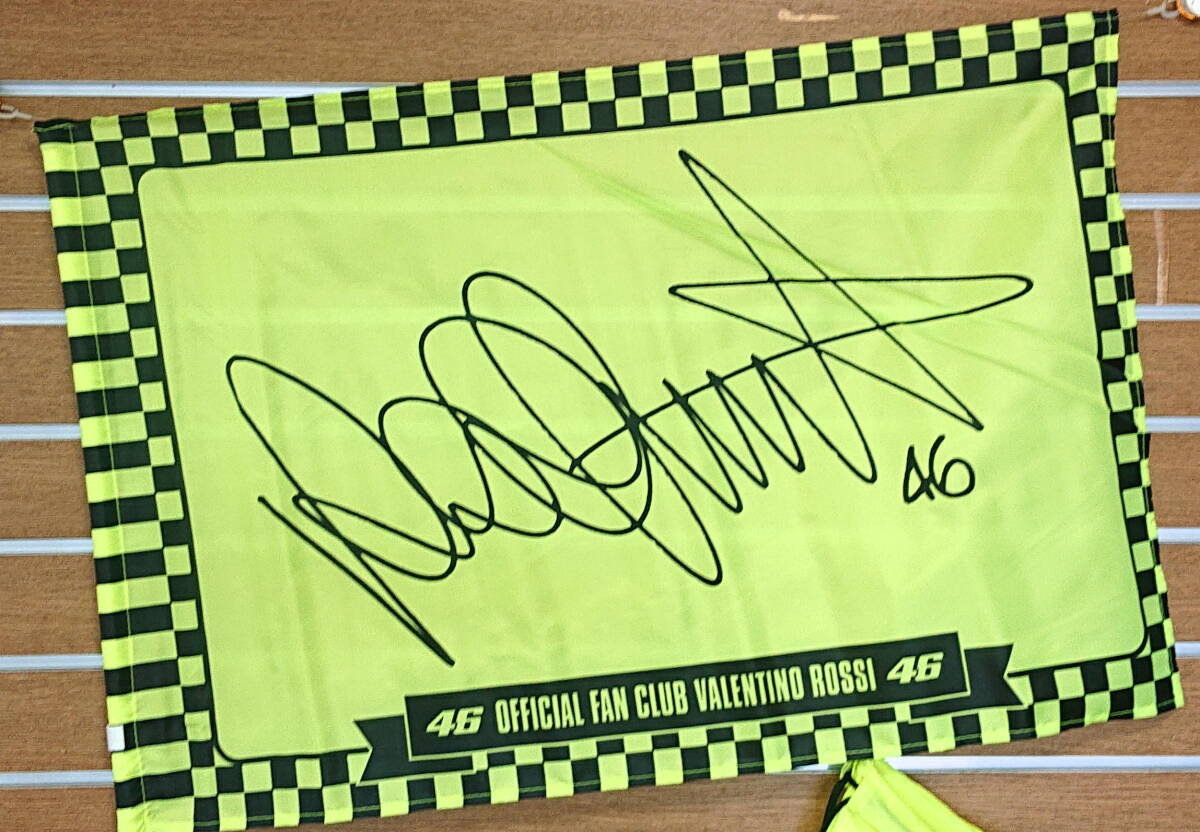 46
46 OFFICIAL FAN CLUB VALENTINO ROSSI 46